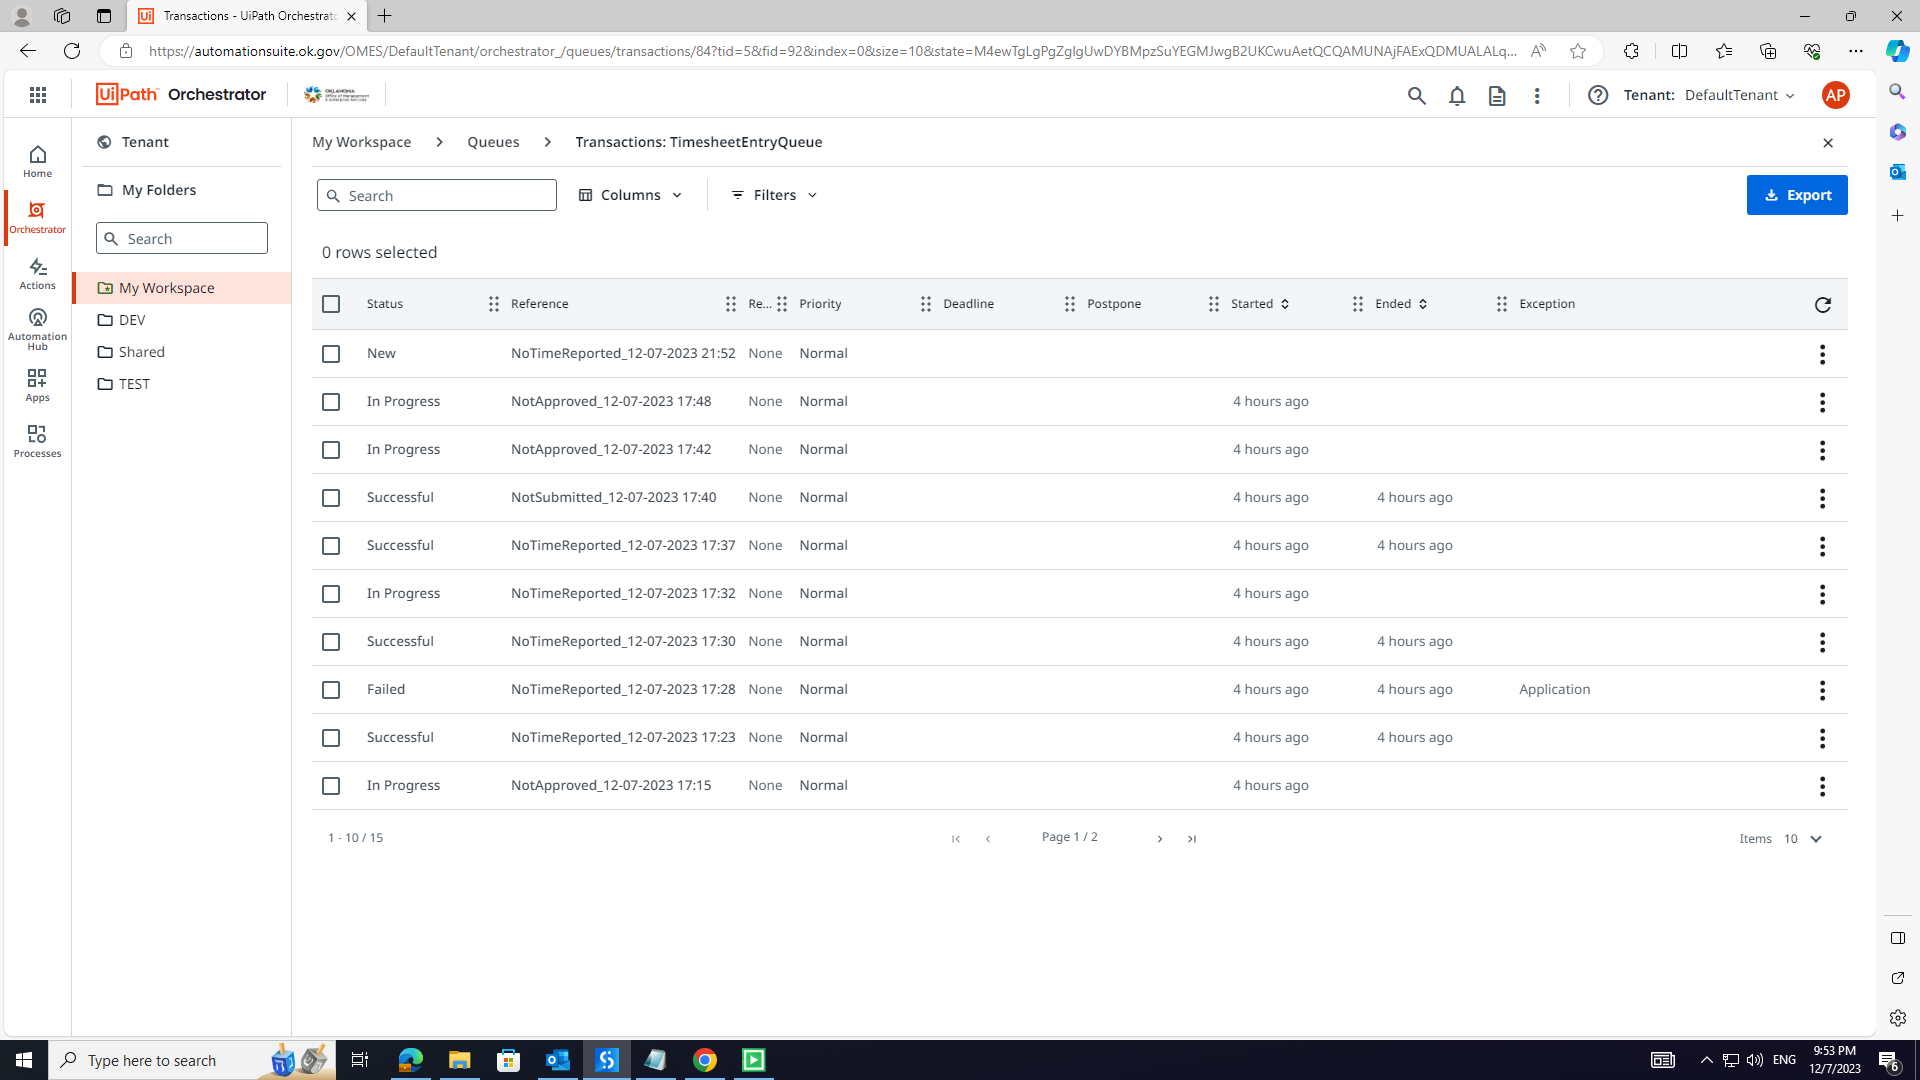 Transactions - UiPath Orchestrato
https://automationsuite.ok.gov/OMES/DefaultTenant/orchestrator_/queues/transactions/84?tid=5&fid=92&index=0&size=10&state=
UiPath Orchestrator
OKLAHOMA
Tenant: DefaultTenant
AP
Home
Orchestrator
Actions
Automation
Hub
Apps
Processes
Tenant
My Folders
Search
My Workspace
DEV
Shared
TEST
My Workspace Queues Transactions: TimesheetEntryQueue
Search Columns Filters Export
0 rows selected
Status Reference Re... Priority Deadline Postpone Started Ended Exception
New NoTimeReported_12-07-2023 21:52 None Normal
In Progress NotApproved_12-07-2023 17:48 None Normal 4 hours ago
In Progress NotApproved_12-07-2023 17:42 None Normal 4 hours ago
Successful NotSubmitted_12-07-2023 17:40 None Normal 4 hours ago 4 hours ago
Successful NoTimeReported_12-07-2023 17:37 None Normal 4 hours ago 4 hours ago
In Progress NoTimeReported_12-07-2023 17:32 None Normal 4 hours ago
Successful NoTimeReported_12-07-2023 17:30 None Normal 4 hours ago 4 hours ago
Failed NoTimeReported_12-07-2023 17:28 None Normal 4 hours ago 4 hours ago Application
Successful NoTimeReported_12-07-2023 17:23 None Normal 4 hours ago 4 hours ago
In Progress NotApproved_12-07-2023 17:15 None Normal 4 hours ago
1 - 10 / 15 Page 1 / 2 Items 10
Type here to search
ENG
9:53 PM
12/7/2023
6